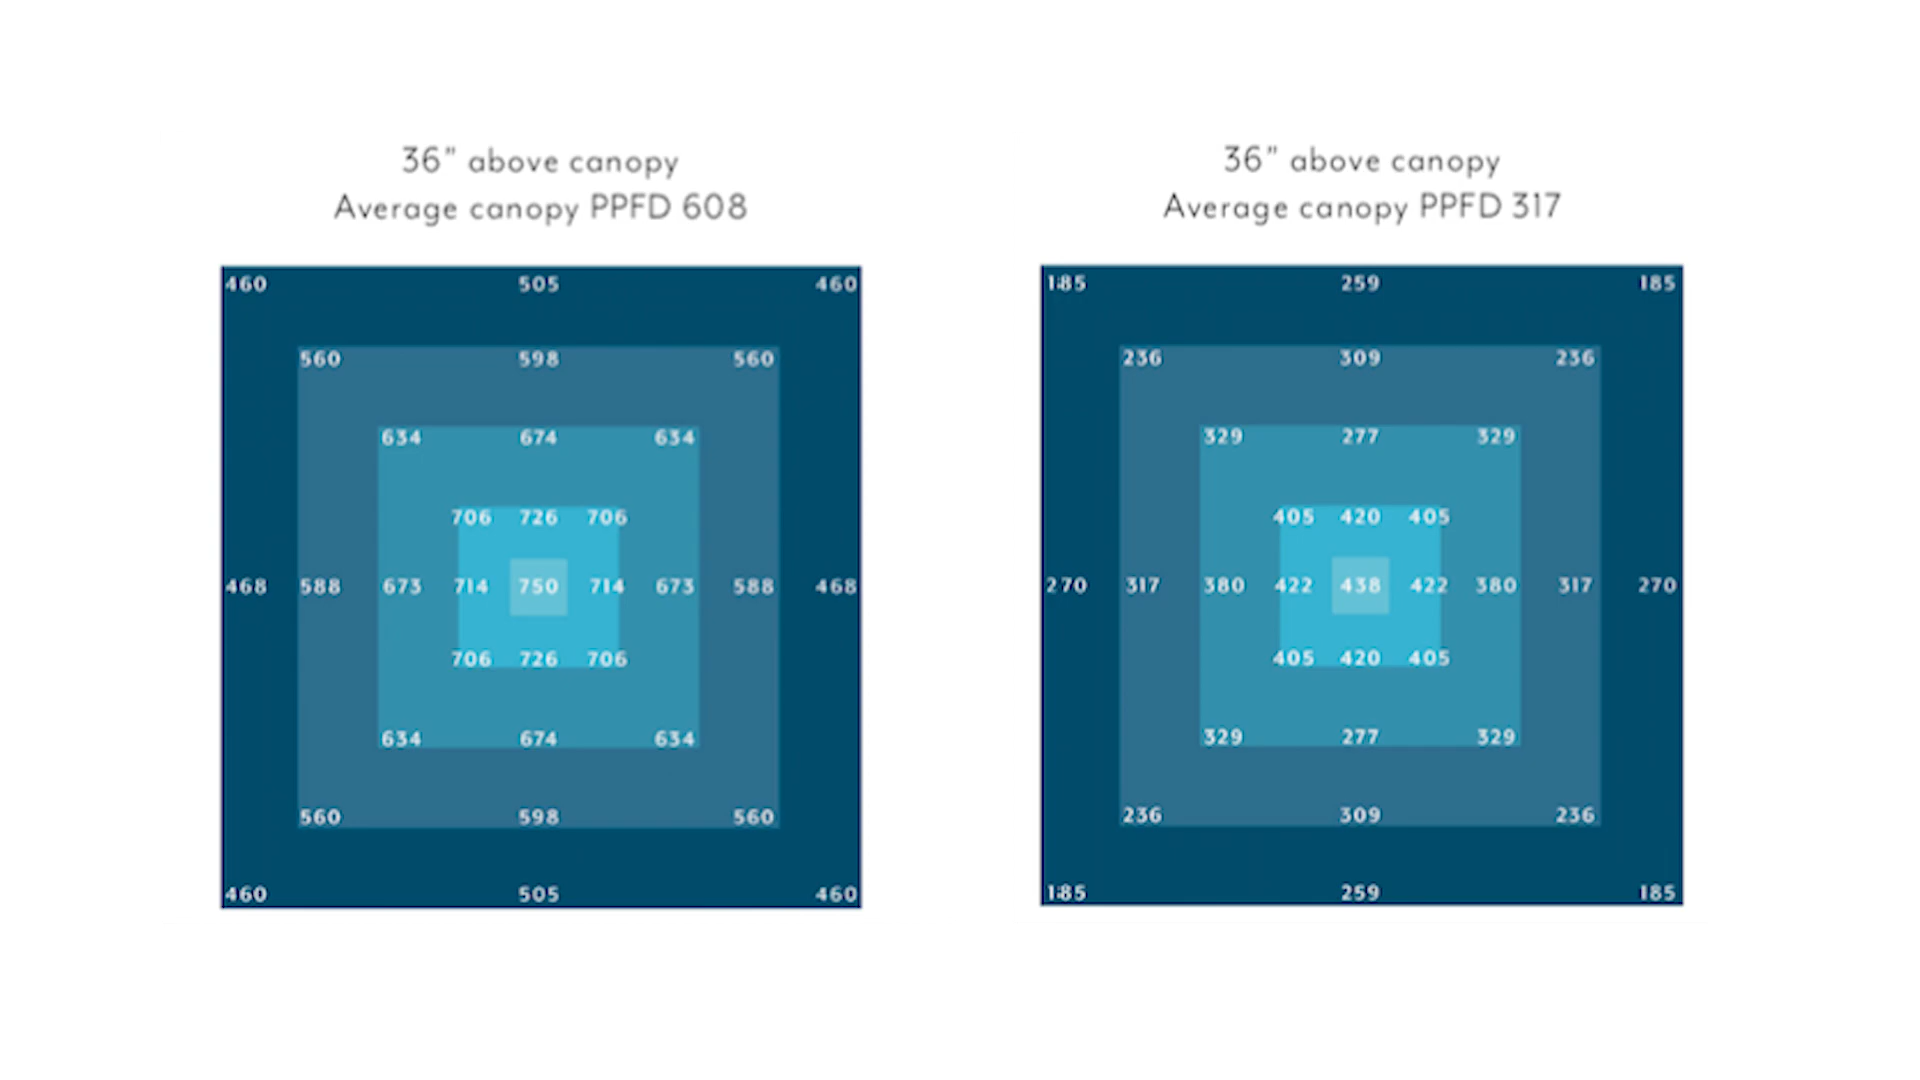 36” above canopy
Average canopy PPFD 608
460 505 460
560 598 560
634 674 634
706 726 706
468 588 673 714 750 714 673 588 468
706 726 706
634 674 634
560 598 560
460 505 460
36” above canopy
Average canopy PPFD 317
185 259 185
236 309 236
329 277 329
405 420 405
270 317 380 422 438 422 380 317 270
405 420 405
329 277 329
236 309 236
185 259 185